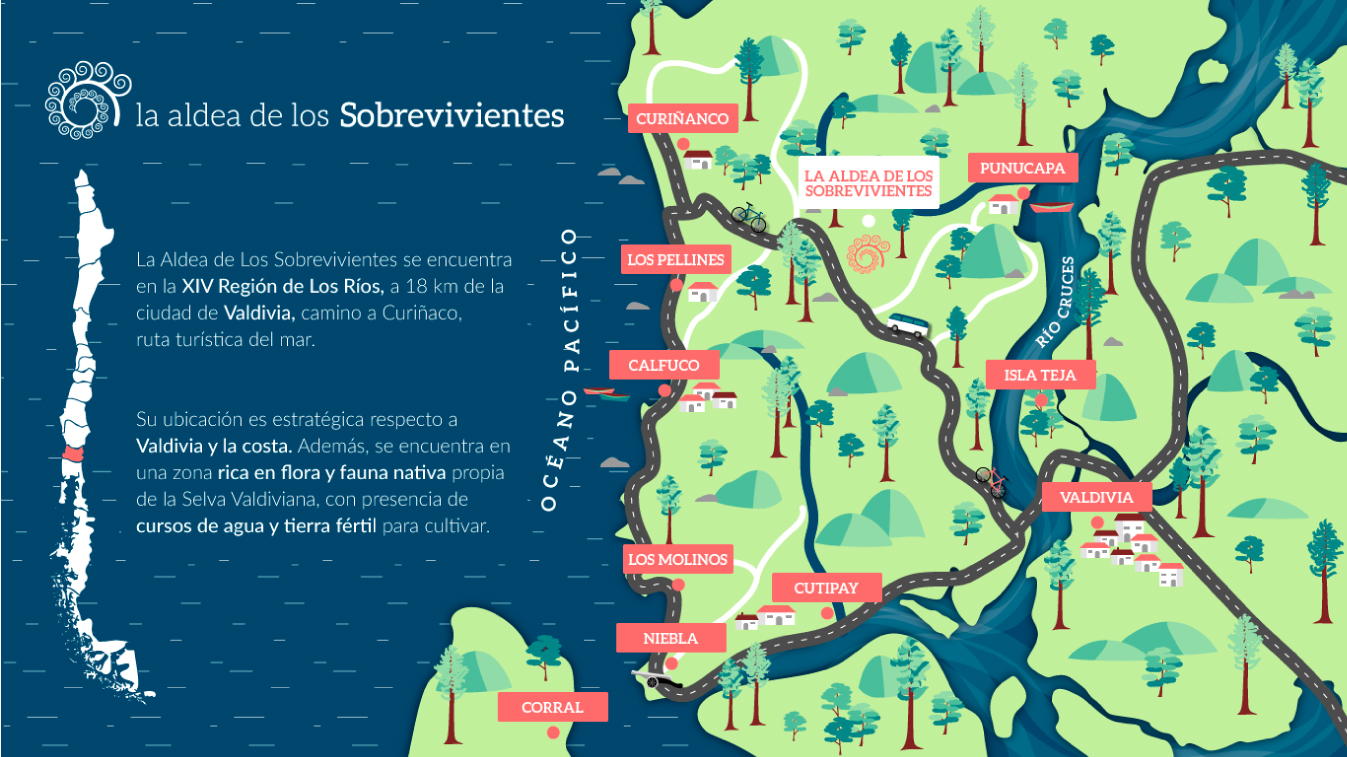 la aldea de los Sobrevivientes
La Aldea de Los Sobrevivientes se encuentra
en la XIV Región de Los Ríos, a 18 km de la
ciudad de Valdivia, camino a Curiñaco,
ruta turística del mar.
Su ubicación es estratégica respecto a
Valdivia y la costa. Además, se encuentra en
una zona rica en flora y fauna nativa propia
de la Selva Valdiviana, con presencia de
cursos de agua y tierra fértil para cultivar.
OCÉANO PACÍFICO
CURIÑANCO
LA ALDEA DE LOS
SOBREVIVIENTES
PUNUCAPA
LOS PELLINES
RÍO CRUCES
CALFUCO
ISLA TEJA
VALDIVIA
LOS MOLINOS
CUTIPAY
NIEBLA
CORRAL